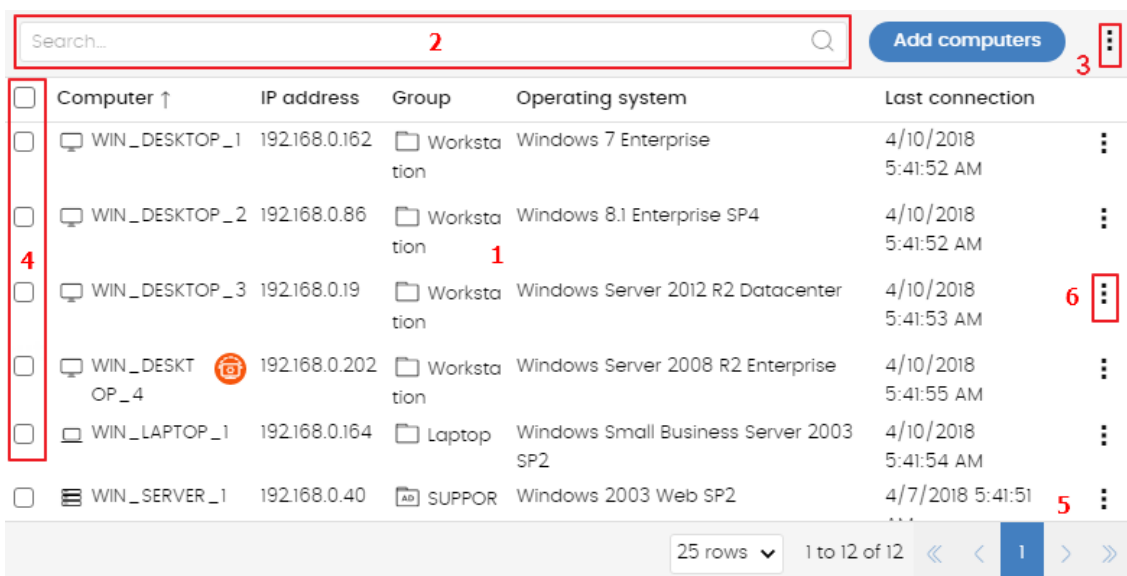 Search... 2 Add computers
3
Computer ↑ IP address Group Operating system Last connection
WIN_DESKTOP_1 192.168.0.162 Worksta Windows 7 Enterprise 4/10/2018
tion 5:41:52 AM
WIN_DESKTOP_2 192.168.0.86 Worksta Windows 8.1 Enterprise SP4 4/10/2018
4 tion 1 5:41:52 AM
WIN_DESKTOP_3 192.168.0.19 Worksta Windows Server 2012 R2 Datacenter 4/10/2018 6
tion 5:41:53 AM
WIN_DESKT 192.168.0.202 Worksta Windows Server 2008 R2 Enterprise 4/10/2018
OP_4 tion 5:41:55 AM
WIN_LAPTOP_1 192.168.0.164 Laptop Windows Small Business Server 2003 4/10/2018
SP2 5:41:54 AM
WIN_SERVER_1 192.168.0.40 AD SUPPOR Windows 2003 Web SP2 4/7/2018 5:41:51 5
25 rows 1 to 12 of 12 « < 1 > »